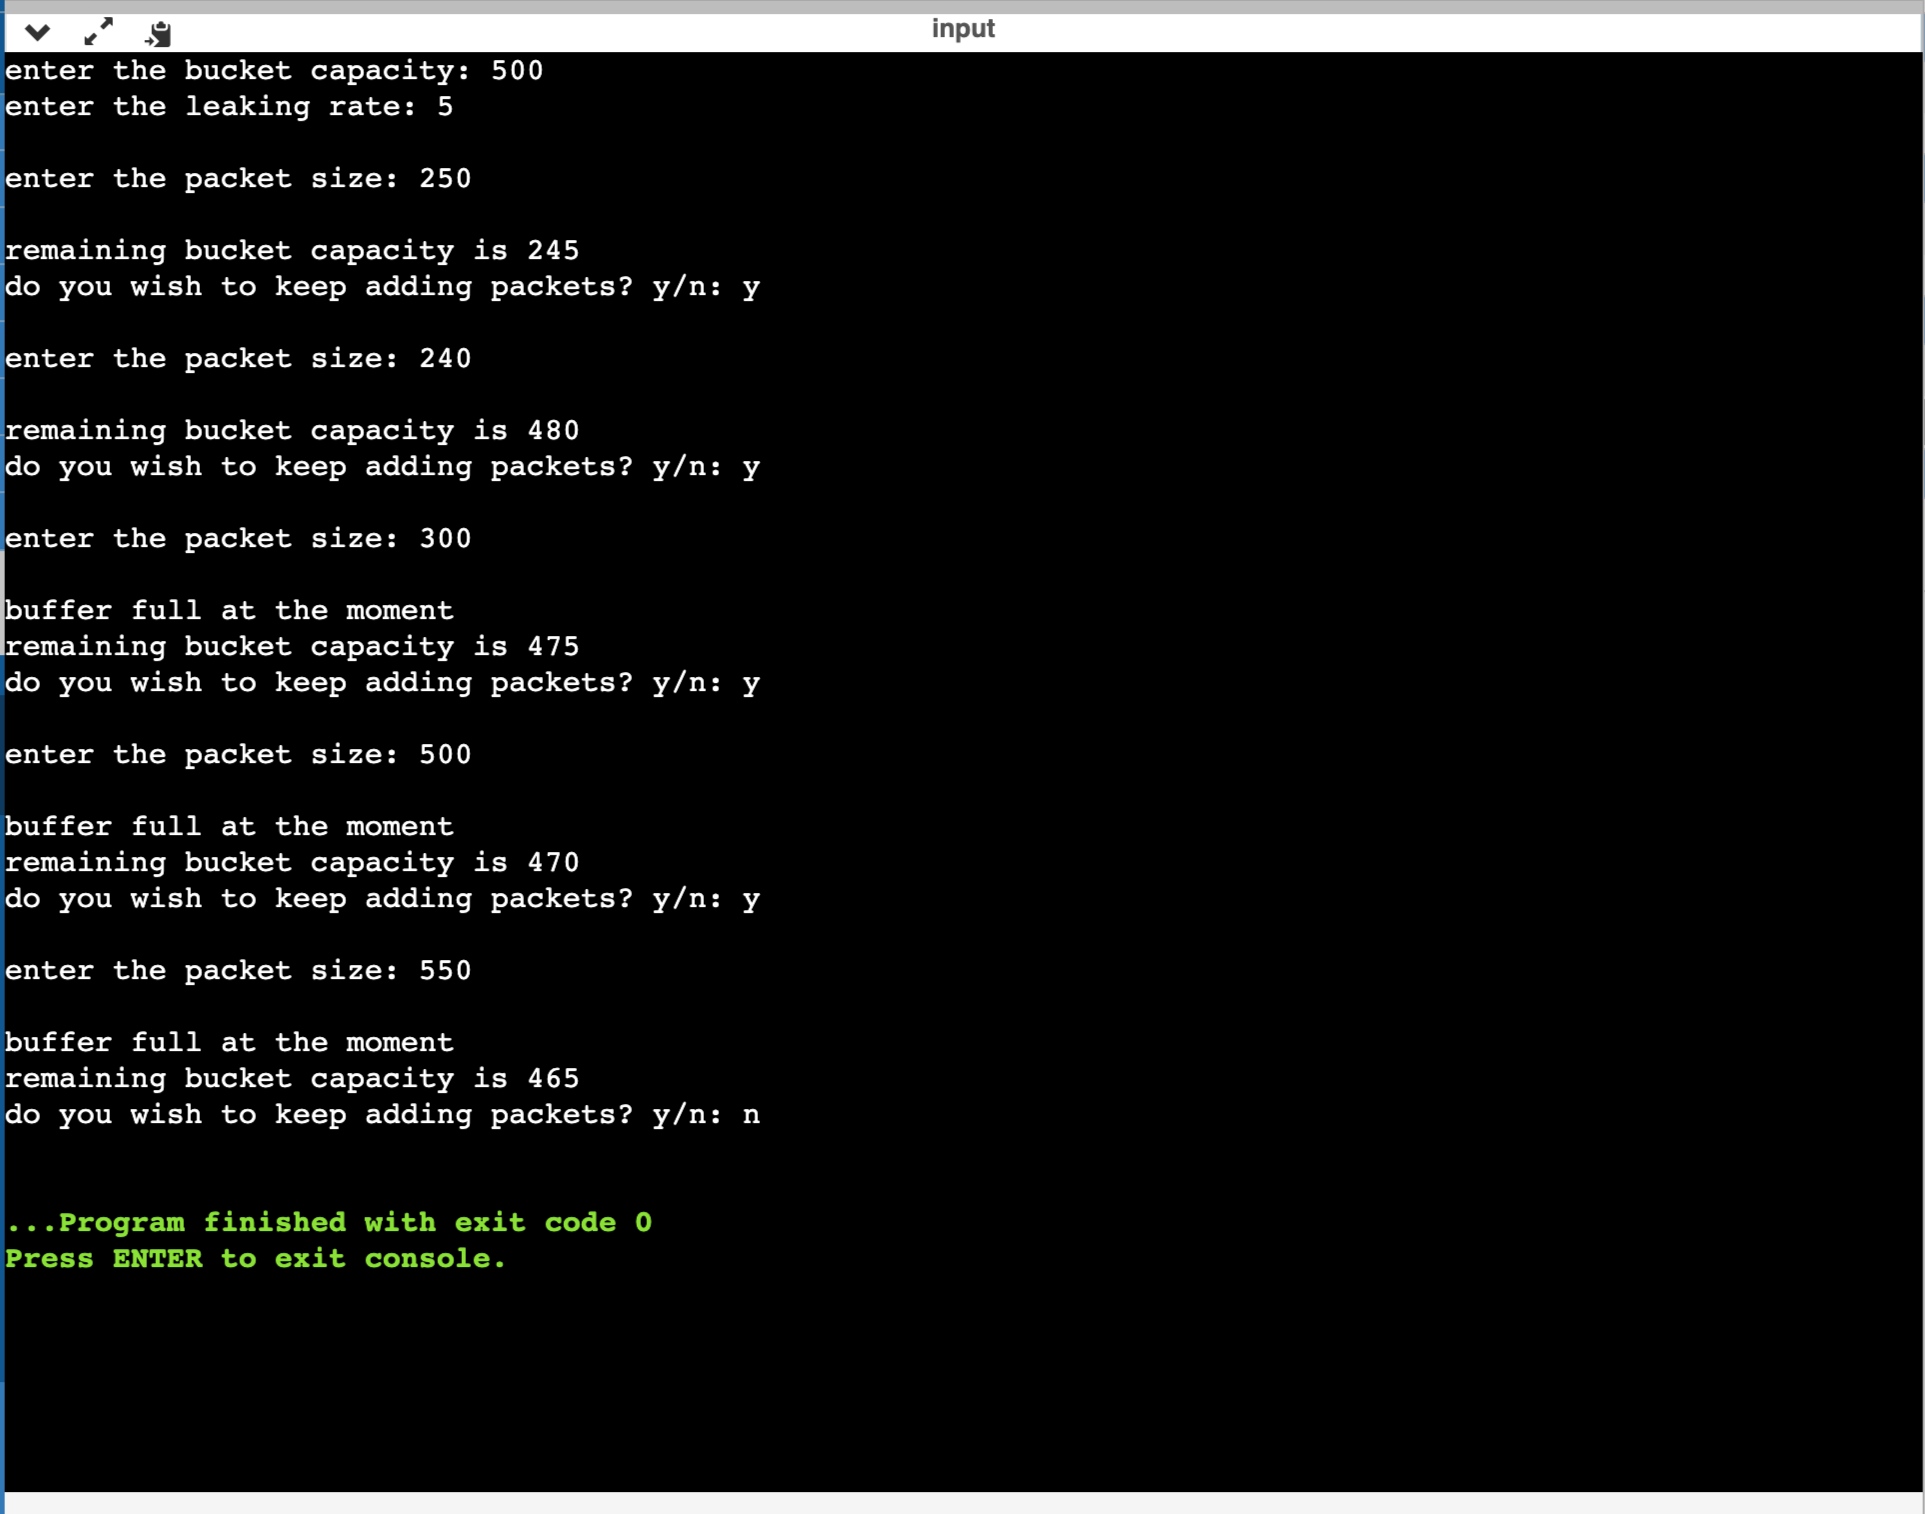 input
enter the bucket capacity: 500
enter the leaking rate: 5
enter the packet size: 250
remaining bucket capacity is 245
do you wish to keep adding packets? y/n: y
enter the packet size: 240
remaining bucket capacity is 480
do you wish to keep adding packets? y/n: y
enter the packet size: 300
buffer full at the moment
remaining bucket capacity is 475
do you wish to keep adding packets? y/n: y
enter the packet size: 500
buffer full at the moment
remaining bucket capacity is 470
do you wish to keep adding packets? y/n: y
enter the packet size: 550
buffer full at the moment
remaining bucket capacity is 465
do you wish to keep adding packets? y/n: n
...Program finished with exit code 0
Press ENTER to exit console.